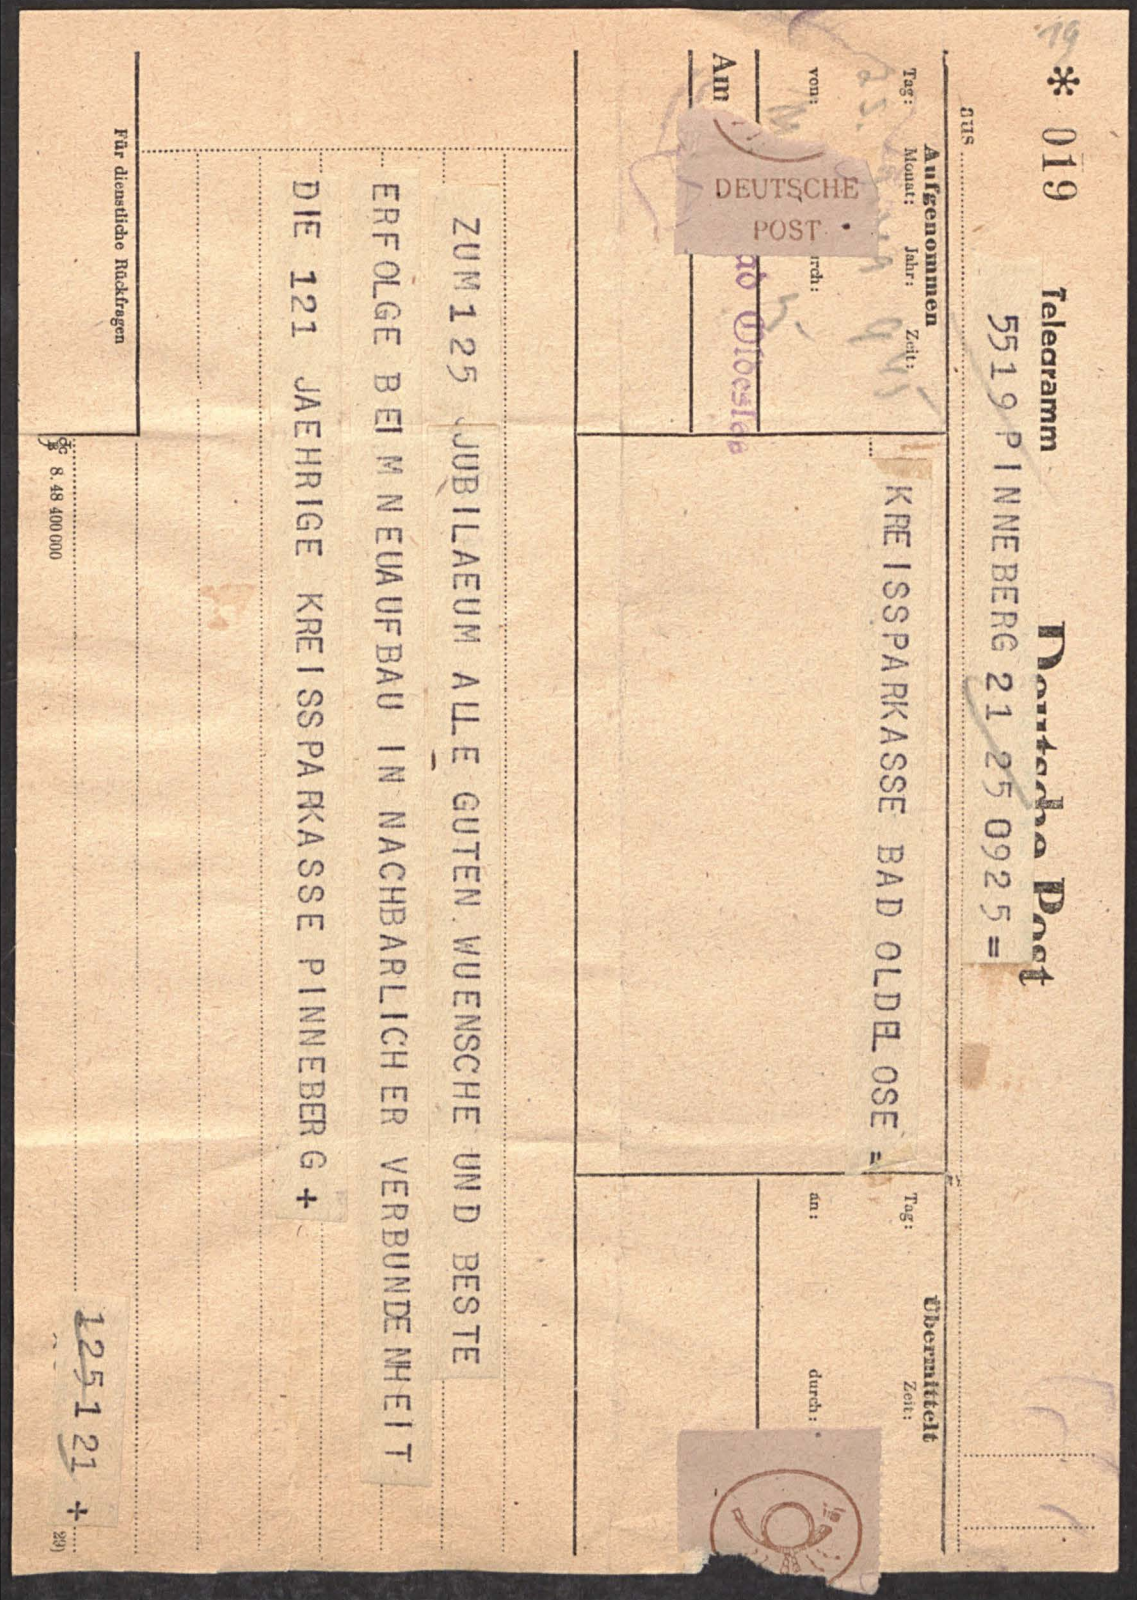 19
* 019 Telegramm Deutsche Post
aus 5519 PINNEBERG 21 25 0925 =
Aufgenommen
Tag: Monat: Jahr: Zeit:
von: durch:
KREISSPARKASSE BAD OLDELOSE =
Übermittelt
Tag: Zeit:
an: durch:
DEUTSCHE
POST
Am
ZUM 125 JUBILAEUM ALLE GUTEN WUENSCHE UND BESTE
ERFOLGE BEIM NEUAUFBAU IN NACHBARLICHER VERBUNDENHEIT
DIE 121 JAEHRIGE KREISSPARKASSE PINNEBERG +
125 121 +
Für dienstliche Rückfragen
8. 48 400000